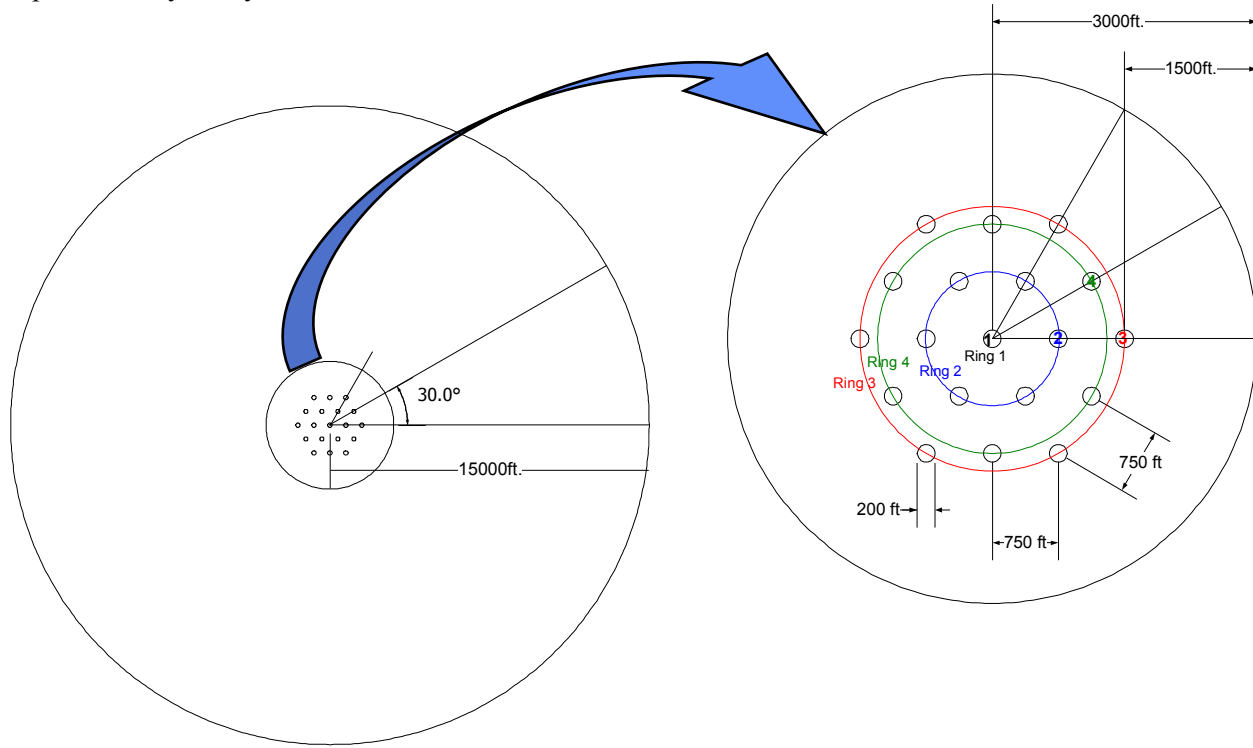 3000ft.
1500ft.
4
1
2
3
Ring 1
Ring 4
Ring 2
Ring 3
30.0°
15000ft.
750 ft
200 ft
750 ft